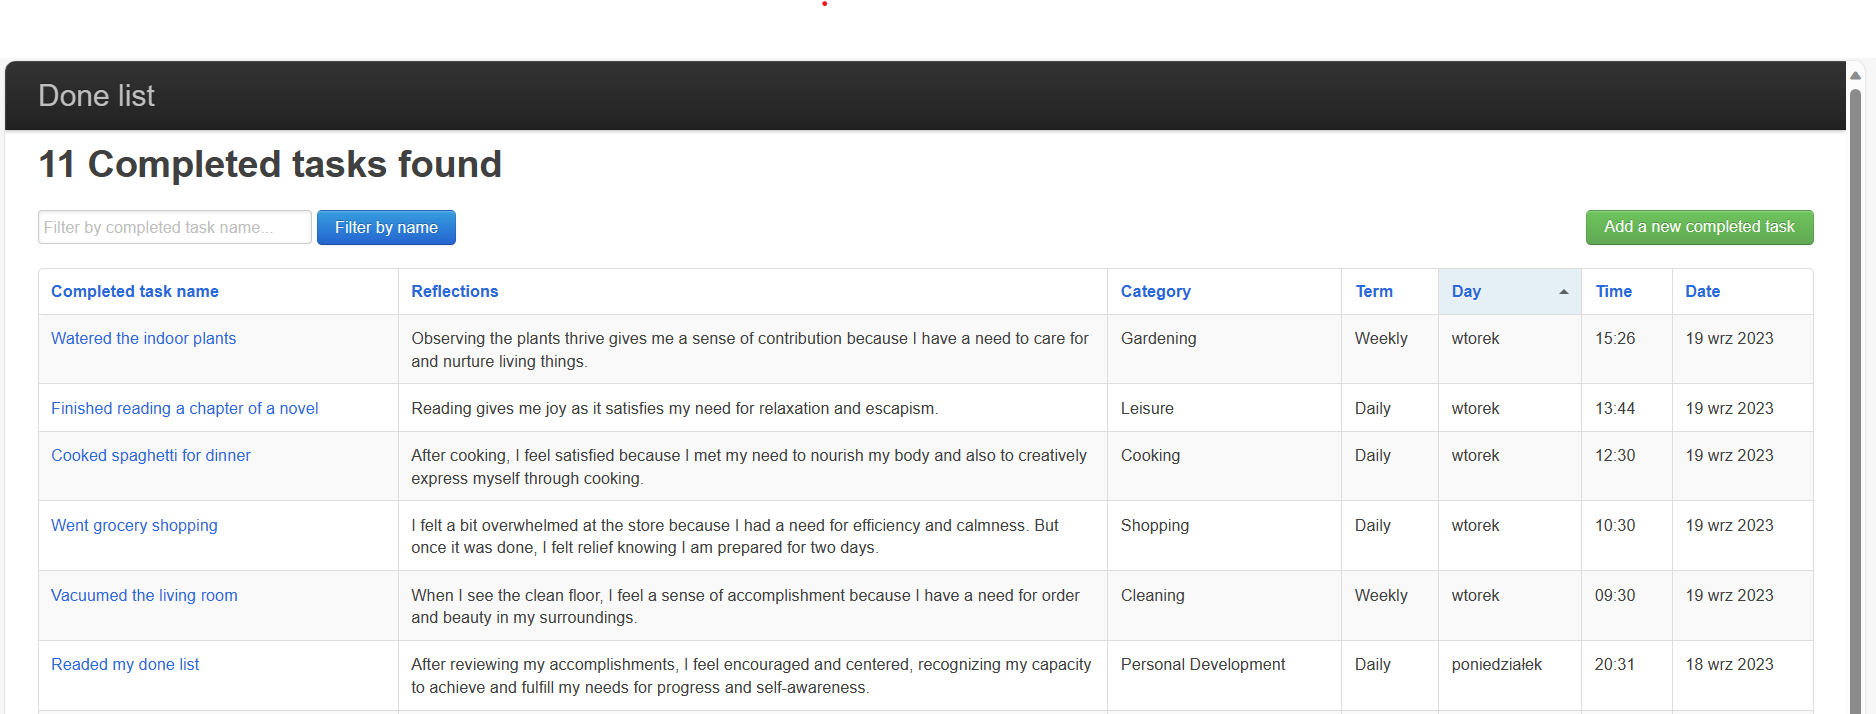 Done list
11 Completed tasks found
Filter by completed task name...
Filter by name
Add a new completed task
Completed task name Reflections Category Term Day Time Date
Watered the indoor plants Observing the plants thrive gives me a sense of contribution because I have a need to care for Gardening Weekly wtorek 15:26 19 wrz 2023
and nurture living things.
Finished reading a chapter of a novel Reading gives me joy as it satisfies my need for relaxation and escapism. Leisure Daily wtorek 13:44 19 wrz 2023
Cooked spaghetti for dinner After cooking, I feel satisfied because I met my need to nourish my body and also to creatively Cooking Daily wtorek 12:30 19 wrz 2023
express myself through cooking.
Went grocery shopping I felt a bit overwhelmed at the store because I had a need for efficiency and calmness. But Shopping Daily wtorek 10:30 19 wrz 2023
once it was done, I felt relief knowing I am prepared for two days.
Vacuumed the living room When I see the clean floor, I feel a sense of accomplishment because I have a need for order Cleaning Weekly wtorek 09:30 19 wrz 2023
and beauty in my surroundings.
Readed my done list After reviewing my accomplishments, I feel encouraged and centered, recognizing my capacity Personal Development Daily poniedziałek 20:31 18 wrz 2023
to achieve and fulfill my needs for progress and self-awareness.